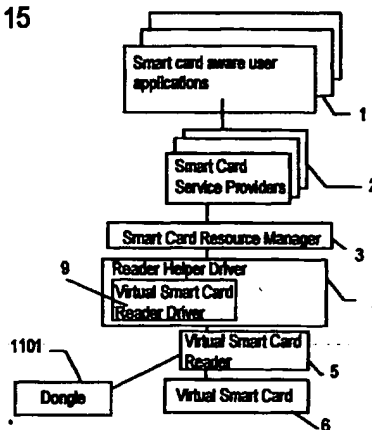 15
Smart card aware user
applications
1
Smart Card
Service Providers
2
Smart Card Resource Manager
3
Reader Helper Driver
9
Virtual Smart Card
Reader Driver
Virtual Smart Card
Reader
5
1101
Dongle
Virtual Smart Card
6